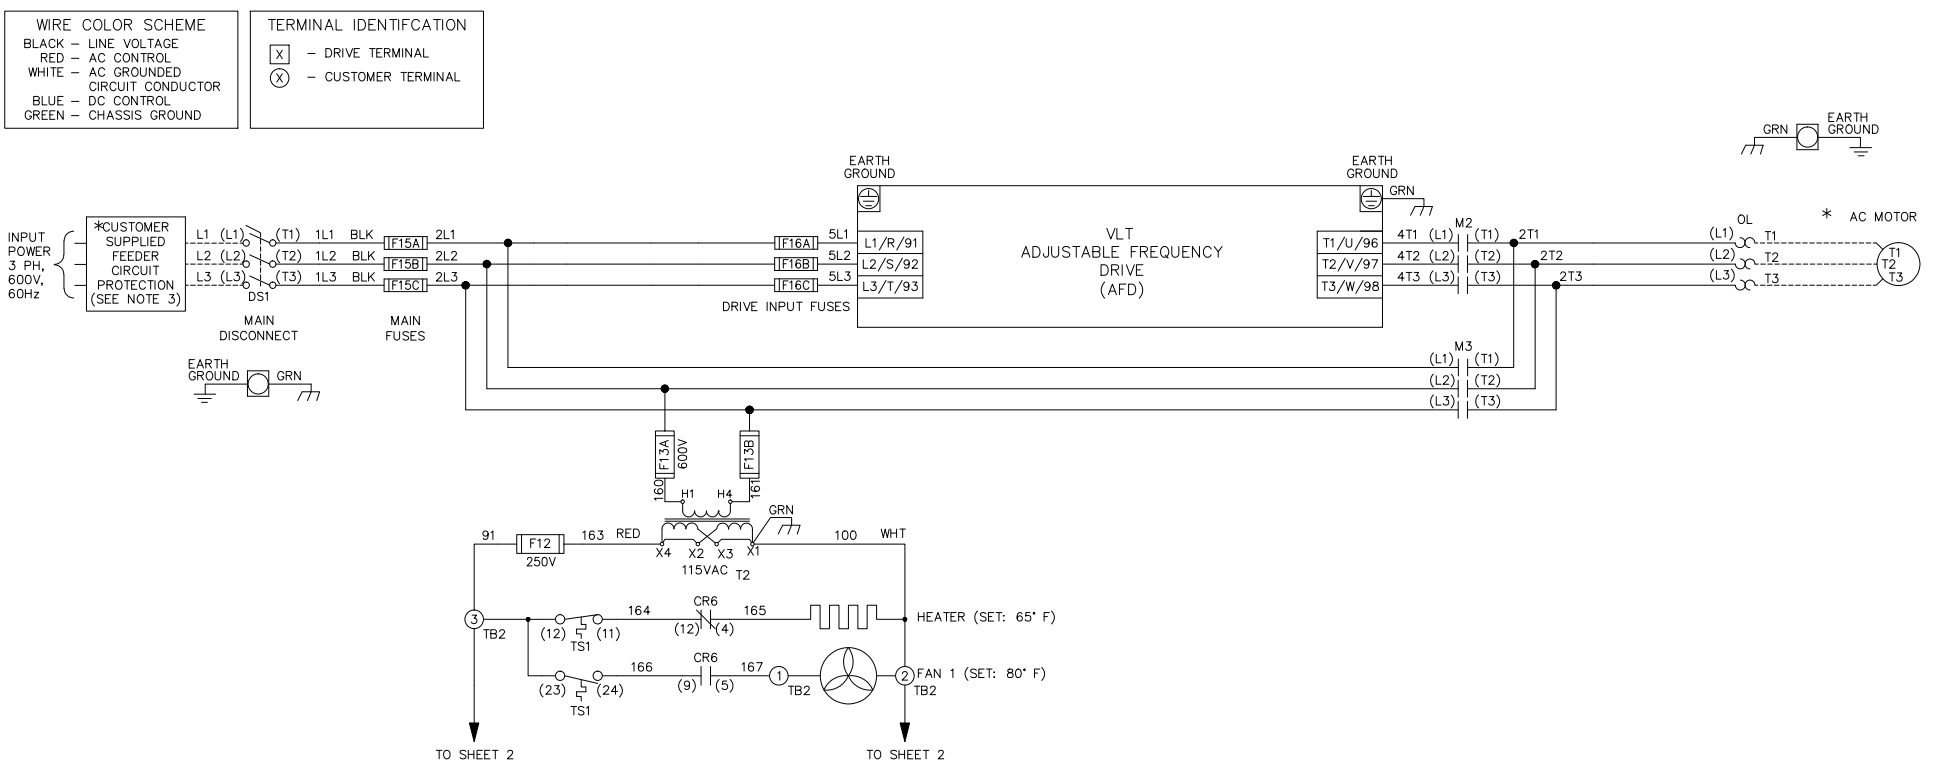 WIRE COLOR SCHEME
BLACK – LINE VOLTAGE
RED – AC CONTROL
WHITE – AC GROUNDED
CIRCUIT CONDUCTOR
BLUE – DC CONTROL
GREEN – CHASSIS GROUND
TERMINAL IDENTIFCATION
X – DRIVE TERMINAL
X – CUSTOMER TERMINAL
GRN
EARTH
GROUND
EARTH
GROUND
EARTH
GROUND
GRN
INPUT
POWER
3 PH,
600V,
60Hz
*CUSTOMER
SUPPLIED
FEEDER
CIRCUIT
PROTECTION
(SEE NOTE 3)
L1 (L1) (T1) 1L1 BLK F15A 2L1
L2 (L2) (T2) 1L2 BLK F15B 2L2
L3 (L3) (T3) 1L3 BLK F15C 2L3
DS1
MAIN
DISCONNECT
MAIN
FUSES
F16A 5L1 L1/R/91
F16B 5L2 L2/S/92
F16C 5L3 L3/T/93
DRIVE INPUT FUSES
VLT
ADJUSTABLE FREQUENCY
DRIVE
(AFD)
M2
T1/U/96 4T1 (L1) (T1) 2T1
T2/V/97 4T2 (L2) (T2) 2T2
T3/W/98 4T3 (L3) (T3) 2T3
OL
(L1) T1
(L2) T2
(L3) T3
* AC MOTOR
T1
T2
T3
M3
(L1) (T1)
(L2) (T2)
(L3) (T3)
EARTH
GROUND
GRN
F13A
600V
F13B
160
161
H1 H4
GRN
91 F12 163 RED
250V
X4 X2 X3 X1
100 WHT
115VAC T2
3
TB2
(12) (11)
TS1
164
CR6
(12) (4)
165
HEATER (SET: 65° F)
(23) (24)
TS1
166
CR6
(9) (5)
167
1
TB2
2
TB2
FAN 1 (SET: 80° F)
TO SHEET 2
TO SHEET 2